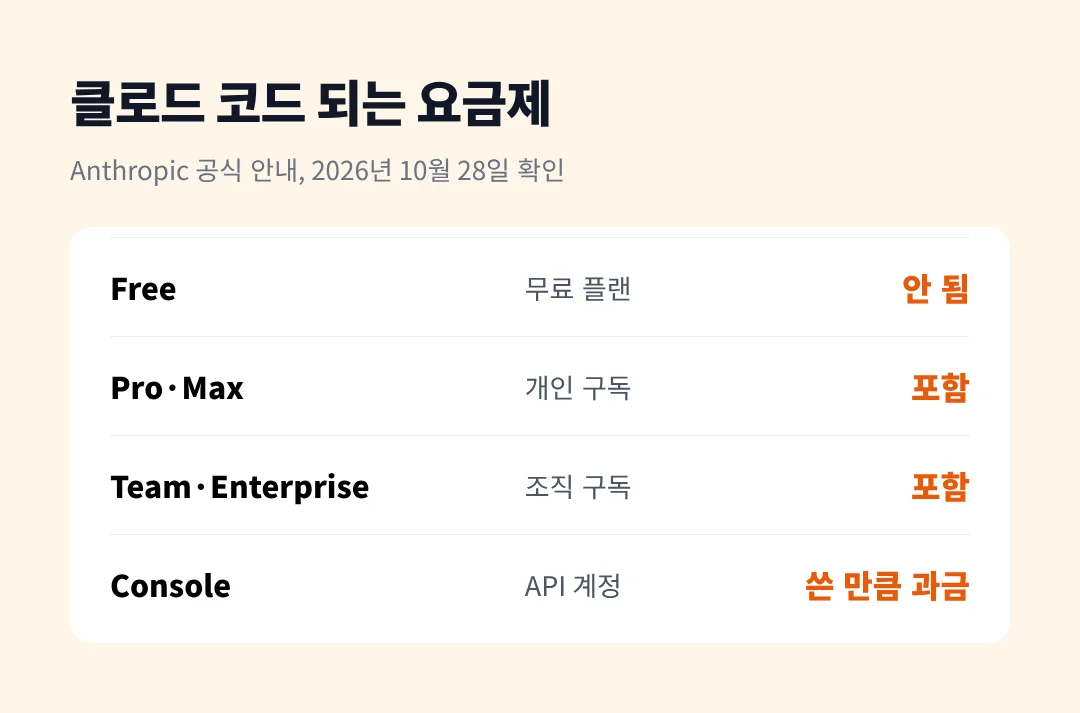 클로드 코드 되는 요금제
Anthropic 공식 안내, 2026년 10월 28일 확인
Free 무료 플랜 안 됨
Pro·Max 개인 구독 포함
Team·Enterprise 조직 구독 포함
Console API 계정 쓴 만큼 과금